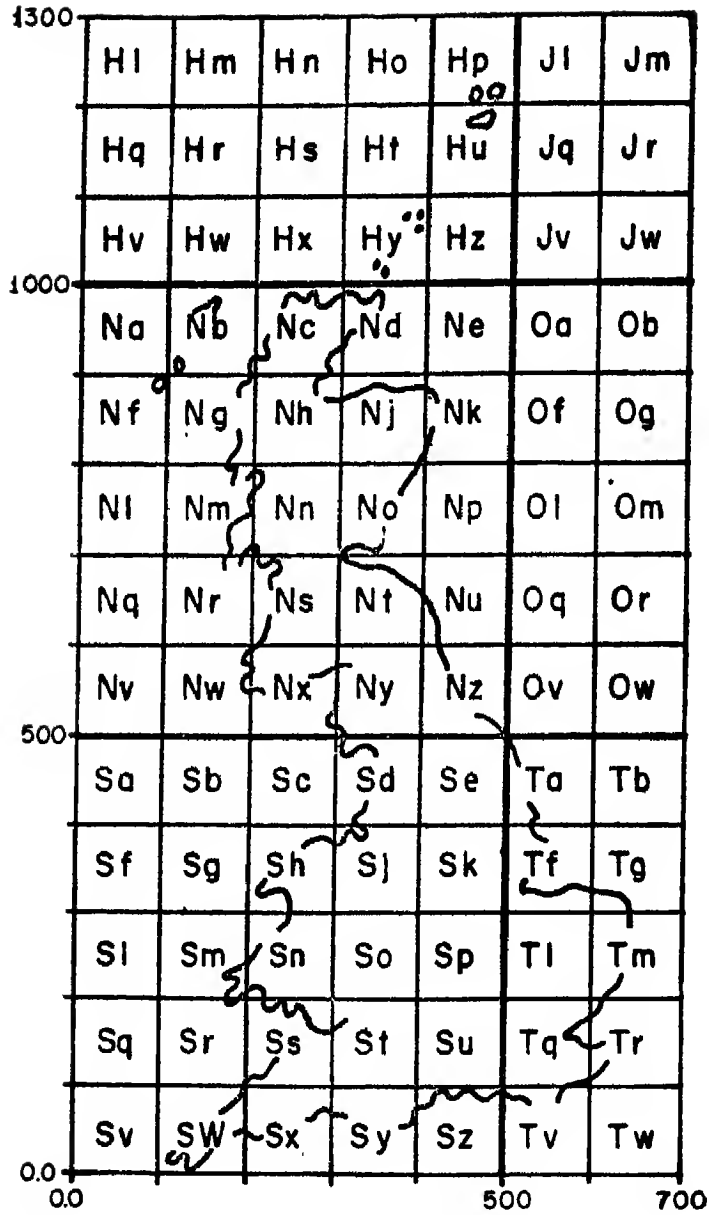 1300
Hl Hm Hn Ho Hp Jl Jm
Hq Hr Hs Ht Hu Jq Jr
Hv Hw Hx Hy Hz Jv Jw
1000
Na Nb Nc Nd Ne Oa Ob
Nf Ng Nh Nj Nk Of Og
Nl Nm Nn No Np Ol Om
Nq Nr Ns Nt Nu Oq Or
Nv Nw Nx Ny Nz Ov Ow
500
Sa Sb Sc Sd Se Ta Tb
Sf Sg Sh Sj Sk Tf Tg
Sl Sm Sn So Sp Tl Tm
Sq Sr Ss St Su Tq Tr
Sv SW Sx Sy Sz Tv Tw
0.0
0.0 500 700